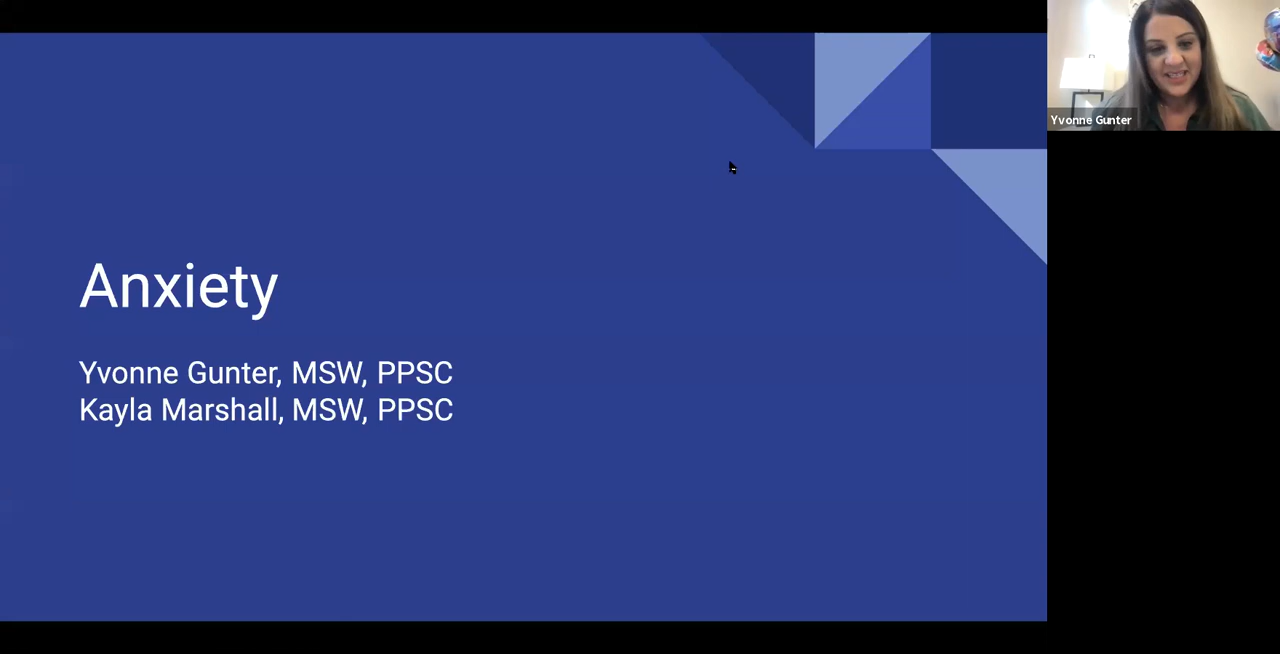 Anxiety
Yvonne Gunter, MSW, PPSC
Kayla Marshall, MSW, PPSC
Yvonne Gunter